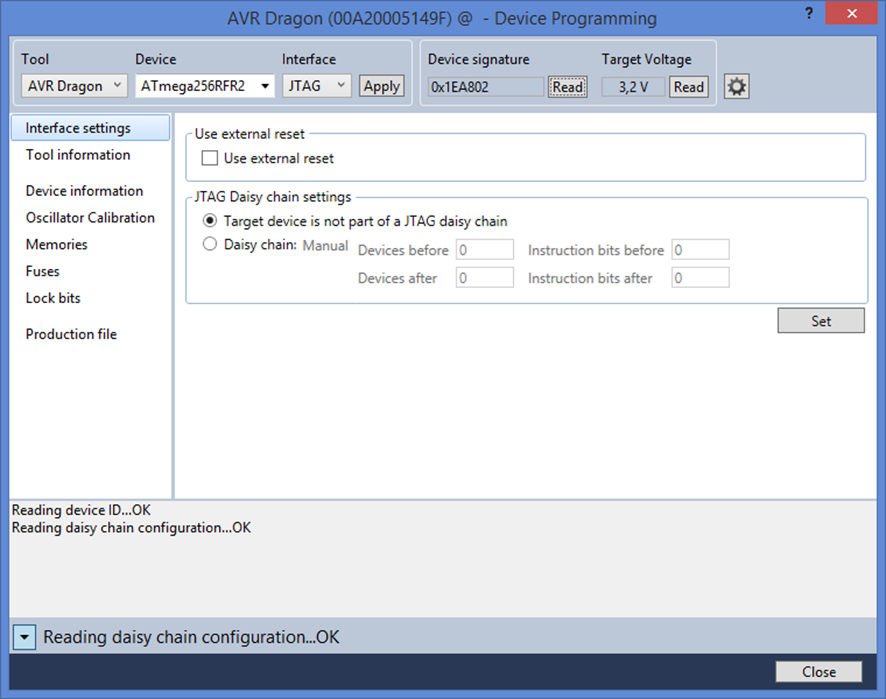 AVR Dragon (00A20005149F) @  - Device Programming
?
Tool Device Interface Device signature Target Voltage
AVR Dragon ATmega256RFR2 JTAG Apply 0x1EA802 Read 3,2 V Read
Interface settings
Tool information
Device information
Oscillator Calibration
Memories
Fuses
Lock bits
Production file
Use external reset
Use external reset
JTAG Daisy chain settings
Target device is not part of a JTAG daisy chain
Daisy chain: Manual Devices before 0 Instruction bits before 0
Devices after 0 Instruction bits after 0
Set
Reading device ID...OK
Reading daisy chain configuration...OK
Reading daisy chain configuration...OK
Close